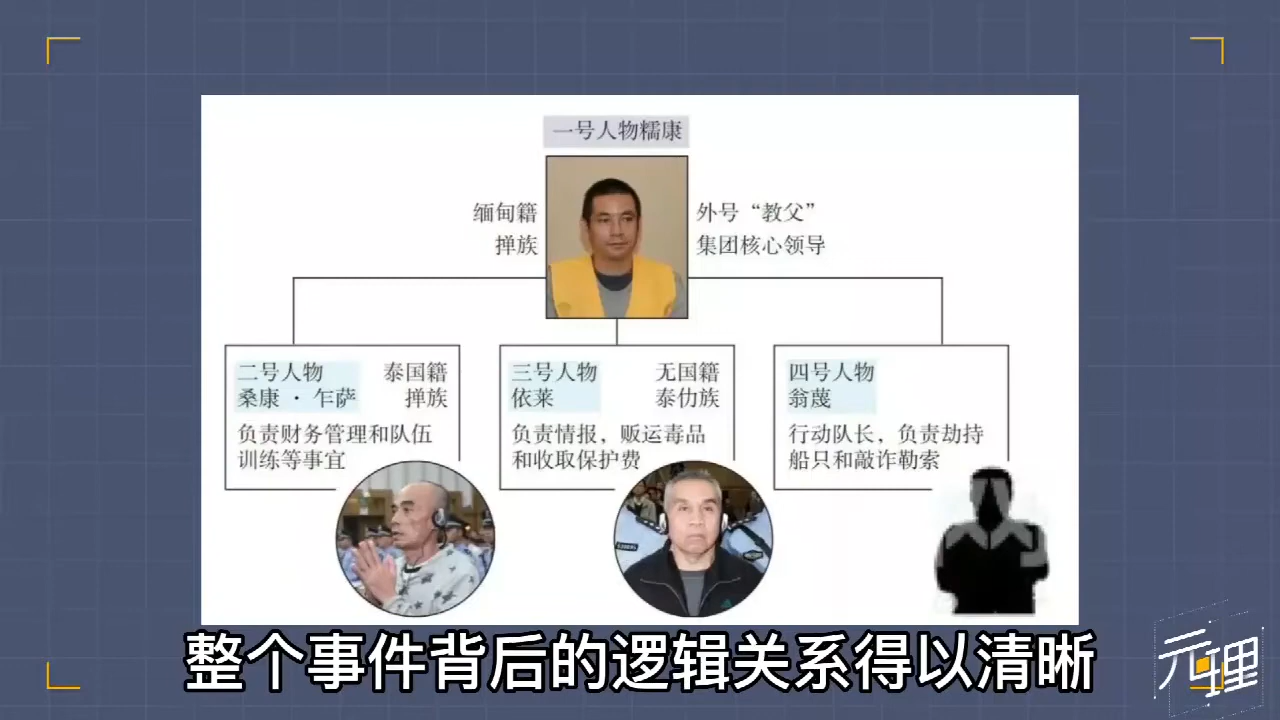 一号人物糯康
缅甸籍
掸族
外号“教父”
集团核心领导
二号人物
桑康 · 乍萨
泰国籍
掸族
负责财务管理和队伍
训练等事宜
三号人物
依莱
无国籍
泰仂族
负责情报，贩运毒品
和收取保护费
四号人物
翁蔑
行动队长，负责劫持
船只和敲诈勒索
整个事件背后的逻辑关系得以清晰
元理